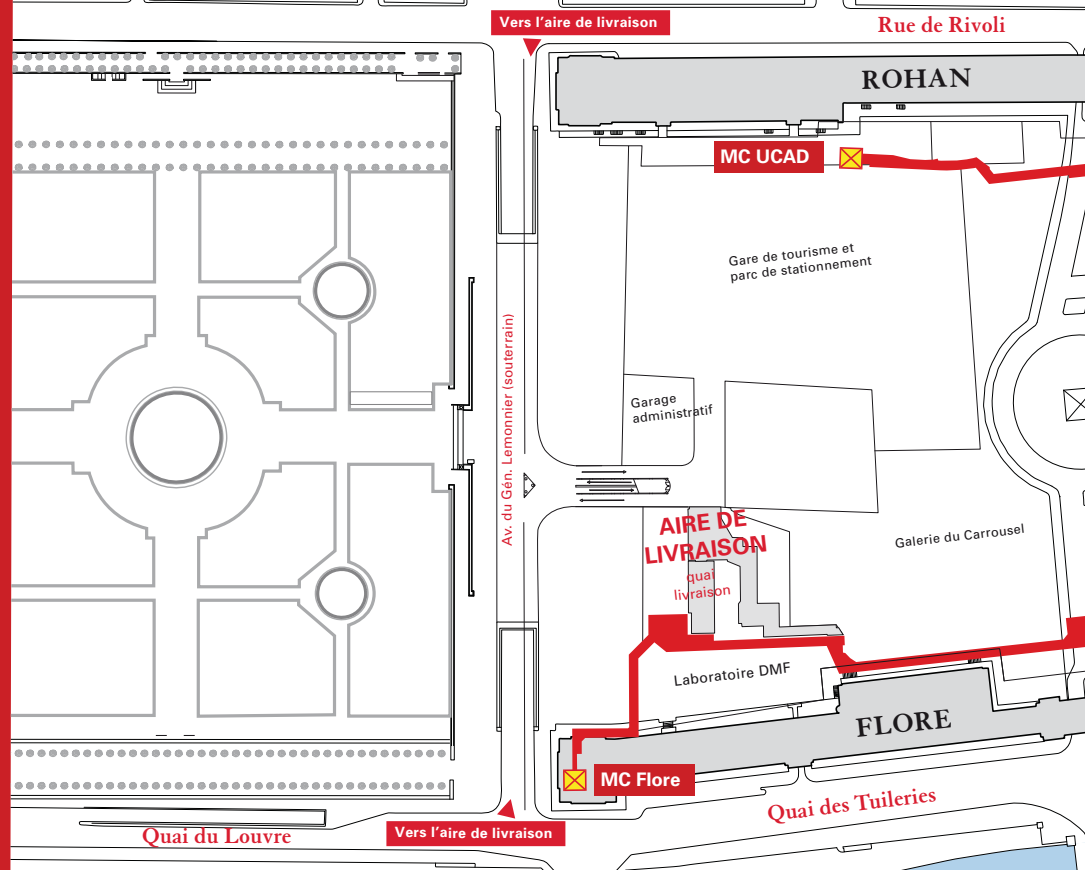 Vers l'aire de livraison
Rue de Rivoli
ROHAN
MC UCAD
Gare de tourisme et
parc de stationnement
Av. du Gén. Lemonnier (souterrain)
Garage
administratif
AIRE DE
LIVRAISON
quai
livraison
Galerie du Carrousel
Laboratoire DMF
FLORE
MC Flore
Quai des Tuileries
Quai du Louvre
Vers l'aire de livraison